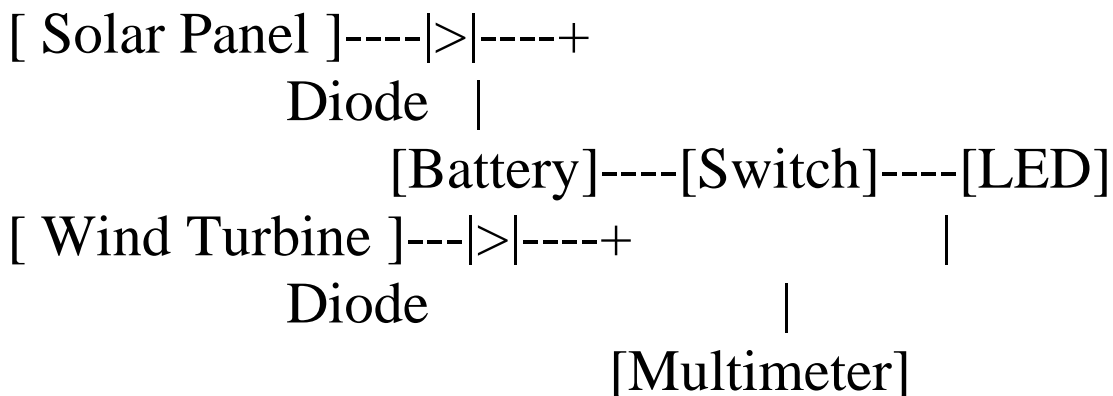 [ Solar Panel ]----|>|----+
Diode |
[Battery]----[Switch]----[LED]
[ Wind Turbine ]---|>|----+ |
Diode |
[Multimeter]